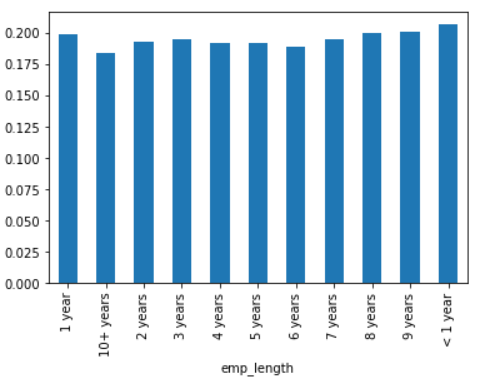 0.200
0.175
0.150
0.125
0.100
0.075
0.050
0.025
0.000
1 year
10+ years
2 years
3 years
4 years
5 years
6 years
7 years
8 years
9 years
< 1 year
emp_length